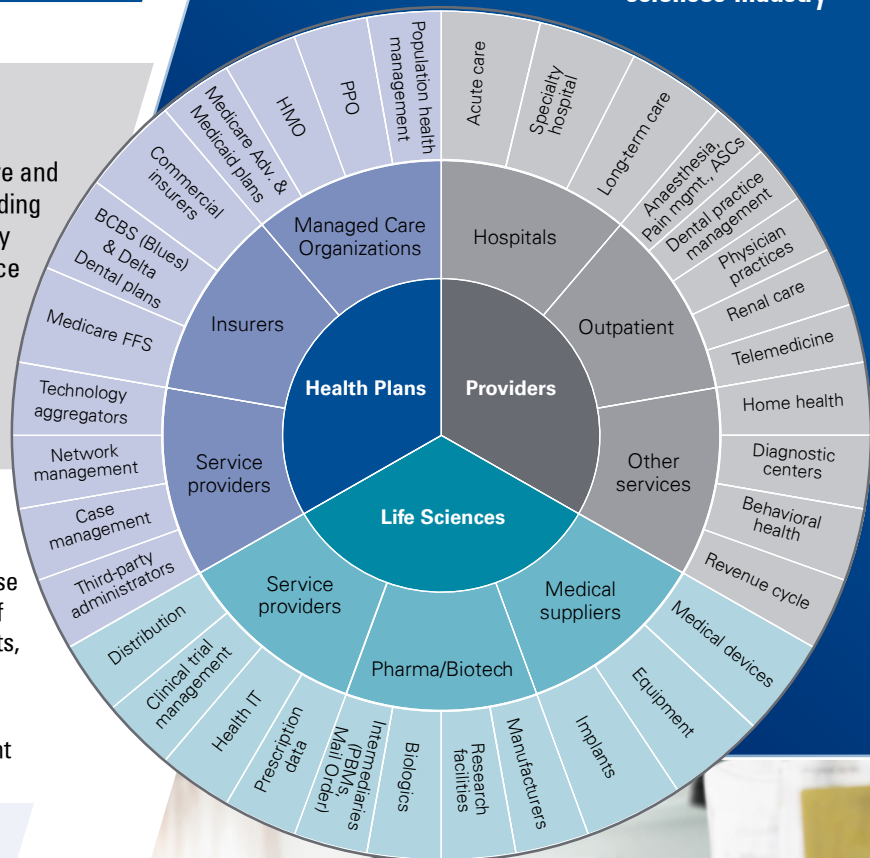 sciences industry
e and
ding
y
ce
se
f
ts,
nt
Health Plans
Providers
Life Sciences
Managed Care
Organizations
Insurers
Service
providers
Hospitals
Outpatient
Other
services
Medical
suppliers
Pharma/Biotech
Service
providers
Population health
management
PPO
HMO
Medicare Adv. &
Medicaid plans
Commercial
insurers
BCBS (Blues)
& Delta
Dental plans
Medicare FFS
Technology
aggregators
Network
management
Case
management
Third-party
administrators
Acute care
Specialty
hospital
Long-term care
Anaesthesia,
Pain mgmt., ASCs
Dental practice
management
Physician
practices
Renal care
Telemedicine
Home health
Diagnostic
centers
Behavioral
health
Revenue cycle
Medical devices
Equipment
Implants
Manufacturers
Research
facilities
Biologics
Intermediaries
(PBMs,
Mail Order)
Prescription
data
Health IT
Clinical trial
management
Distribution